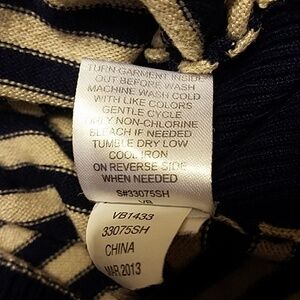 TURN GARMENT INSIDE
OUT BEFORE WASH
MACHINE WASH COLD
WITH LIKE COLORS
GENTLE CYCLE
ONLY NON-CHLORINE
BLEACH IF NEEDED
TUMBLE DRY LOW
COOL IRON
ON REVERSE SIDE
WHEN NEEDED
S#33075SH
VB
VB1433
33075SH
CHINA
MAR 2013